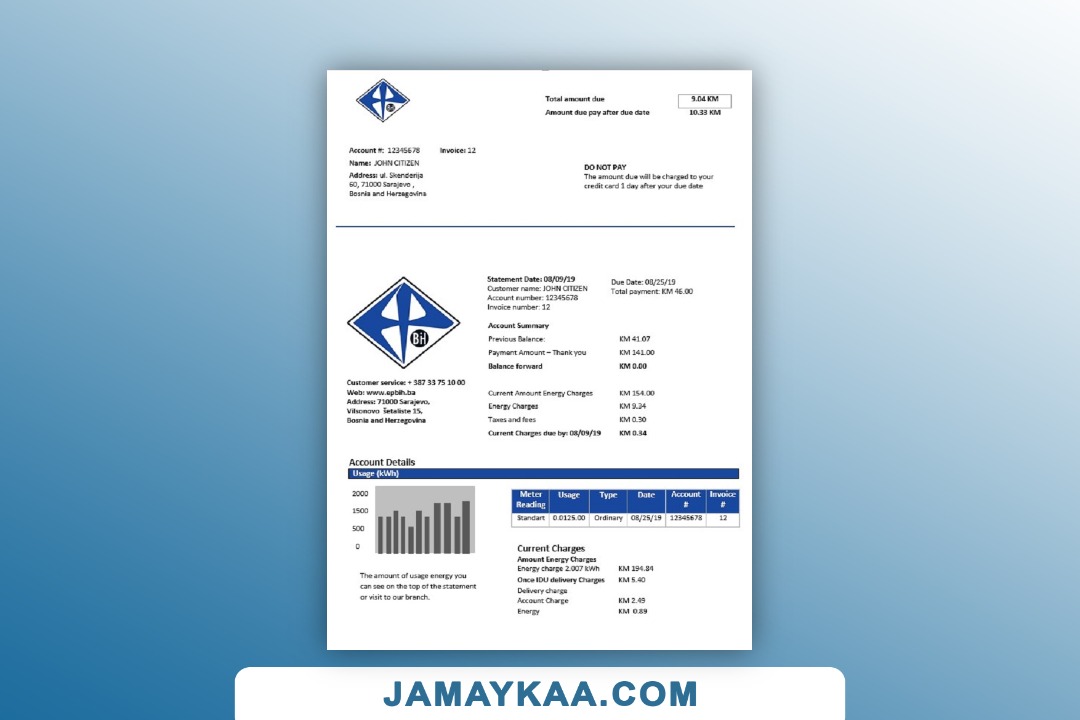 BH
Total amount due 9.04 KM
Amount due pay after due date 10.33 KM
Account #: 12345678 Invoice: 12
Name: JOHN CITIZEN
Address: ul. Skenderija
60, 71000 Sarajevo ,
Bosnia and Herzegovina
DO NOT PAY
The amount due will be charged to your
credit card 1 day after your due date
BiH
Customer service: + 387 33 75 10 00
Web: www.epbih.ba
Address: 71000 Sarajevo,
Vilsonovo Šetaliste 15,
Bosnia and Herzegovina
Statement Date: 08/09/19
Customer name: JOHN CITIZEN
Account number: 12345678
Invoice number: 12
Due Date: 08/25/19
Total payment: KM 46.00
Account Summary
Previous Balance: KM 41.07
Payment Amount – Thank you KM 141.00
Balance forward KM 0.00
Current Amount Energy Charges KM 154.00
Energy Charges KM 9.34
Taxes and fees KM 0.30
Current Charges due by: 08/09/19 KM 0.34
Account Details
Usage (kWh)
2000
1500
500
0
The amount of usage energy you
can see on the top of the statement
or visit to our brench.
Meter Usage Type Date Account Invoice
Reading # #
Standart 0.0125.00 Ordinary 08/25/19 12345678 12
Current Charges
Amount Energy Charges
Energy charge 2.007 kWh KM 194.84
Once IDU delivery Charges KM 5.40
Delivery charge
Account Charge KM 2.49
Energy KM 0.89
JAMAYKAA.COM